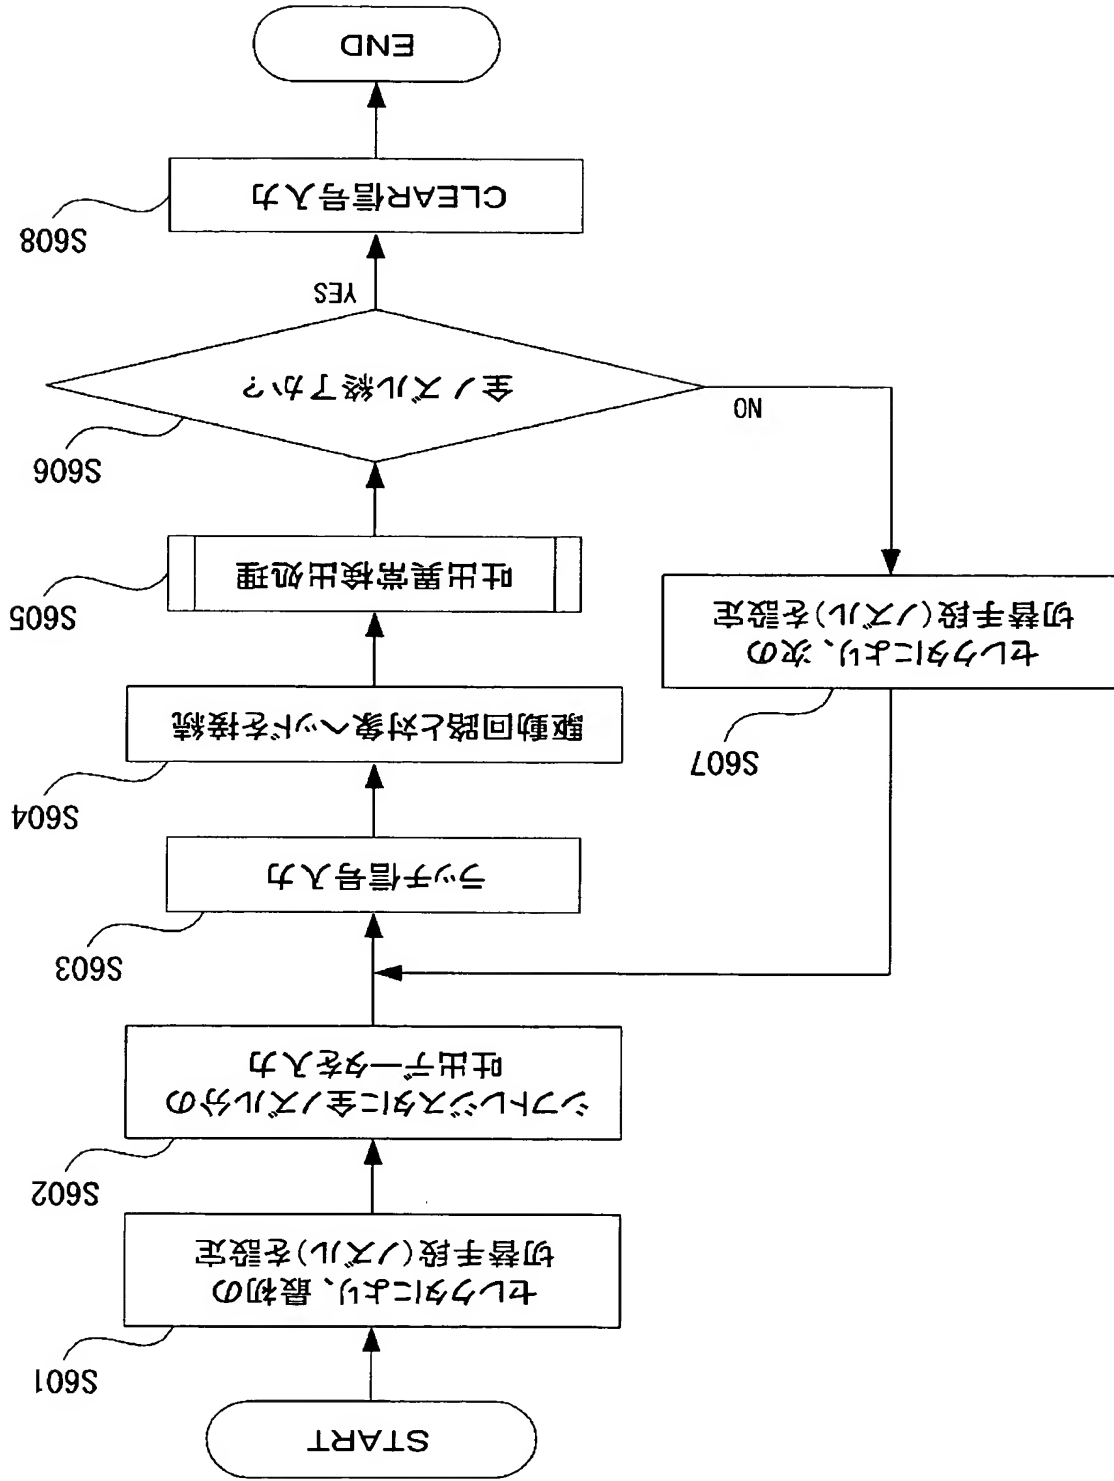 START
S601
セレクタにより、最初の
切替手段(ノズル)を設定
S602
シフトレジスタに全ノズル分の
吐出データを入力
S603
ラッチ信号入力
S604
駆動回路と対象ヘッドを接続
S605
吐出異常検出処理
S606
全ノズル終了か?
NO
YES
S607
セレクタにより、次の
切替手段(ノズル)を設定
S608
CLEAR信号入力
END